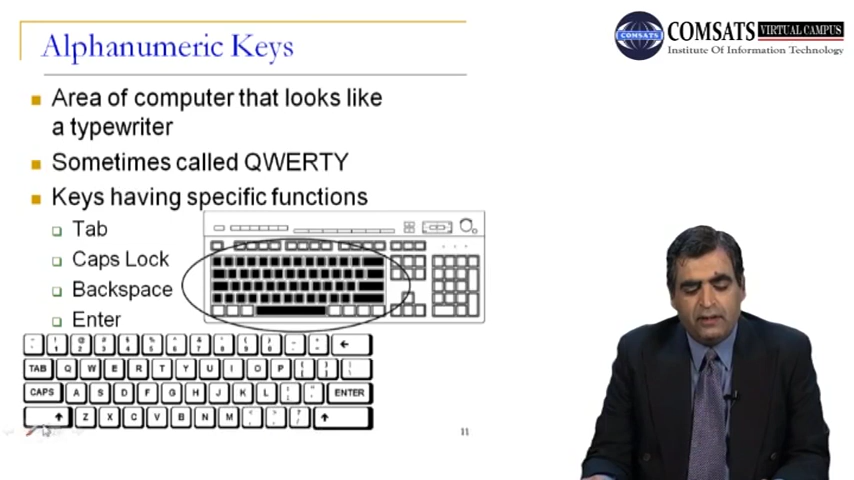 Alphanumeric Keys
COMSATS VIRTUAL CAMPUS
Institute Of Information Technology
COMSATS
Area of computer that looks like
a typewriter
Sometimes called QWERTY
Keys having specific functions
Tab
Caps Lock
Backspace
Enter
TAB Q W E R T Y U I O P
CAPS A S D F G H J K L ENTER
Z X C V B N M
11